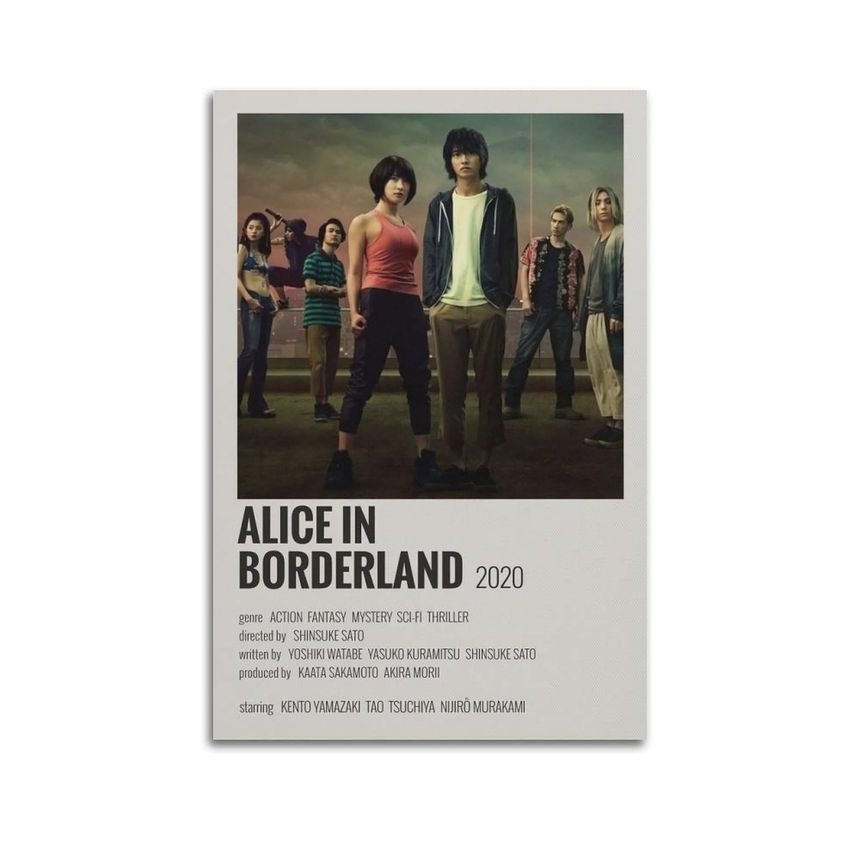 ALICE IN
BORDERLAND 2020
genre ACTION FANTASY MYSTERY SCI-FI THRILLER
directed by SHINSUKE SATO
written by YOSHIKI WATABE YASUKO KURAMITSU SHINSUKE SATO
produced by KAATA SAKAMOTO AKIRA MORII
starring KENTO YAMAZAKI TAO TSUCHIYA NIJIRÔ MURAKAMI